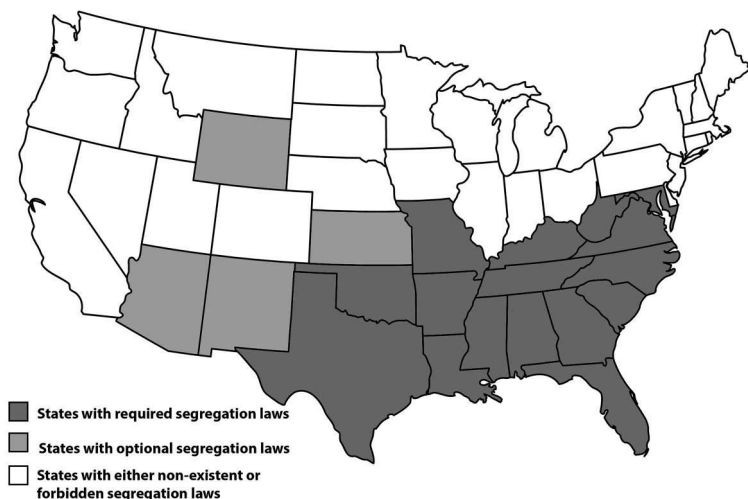 States with required segregation laws
States with optional segregation laws
States with either non-existent or
forbidden segregation laws